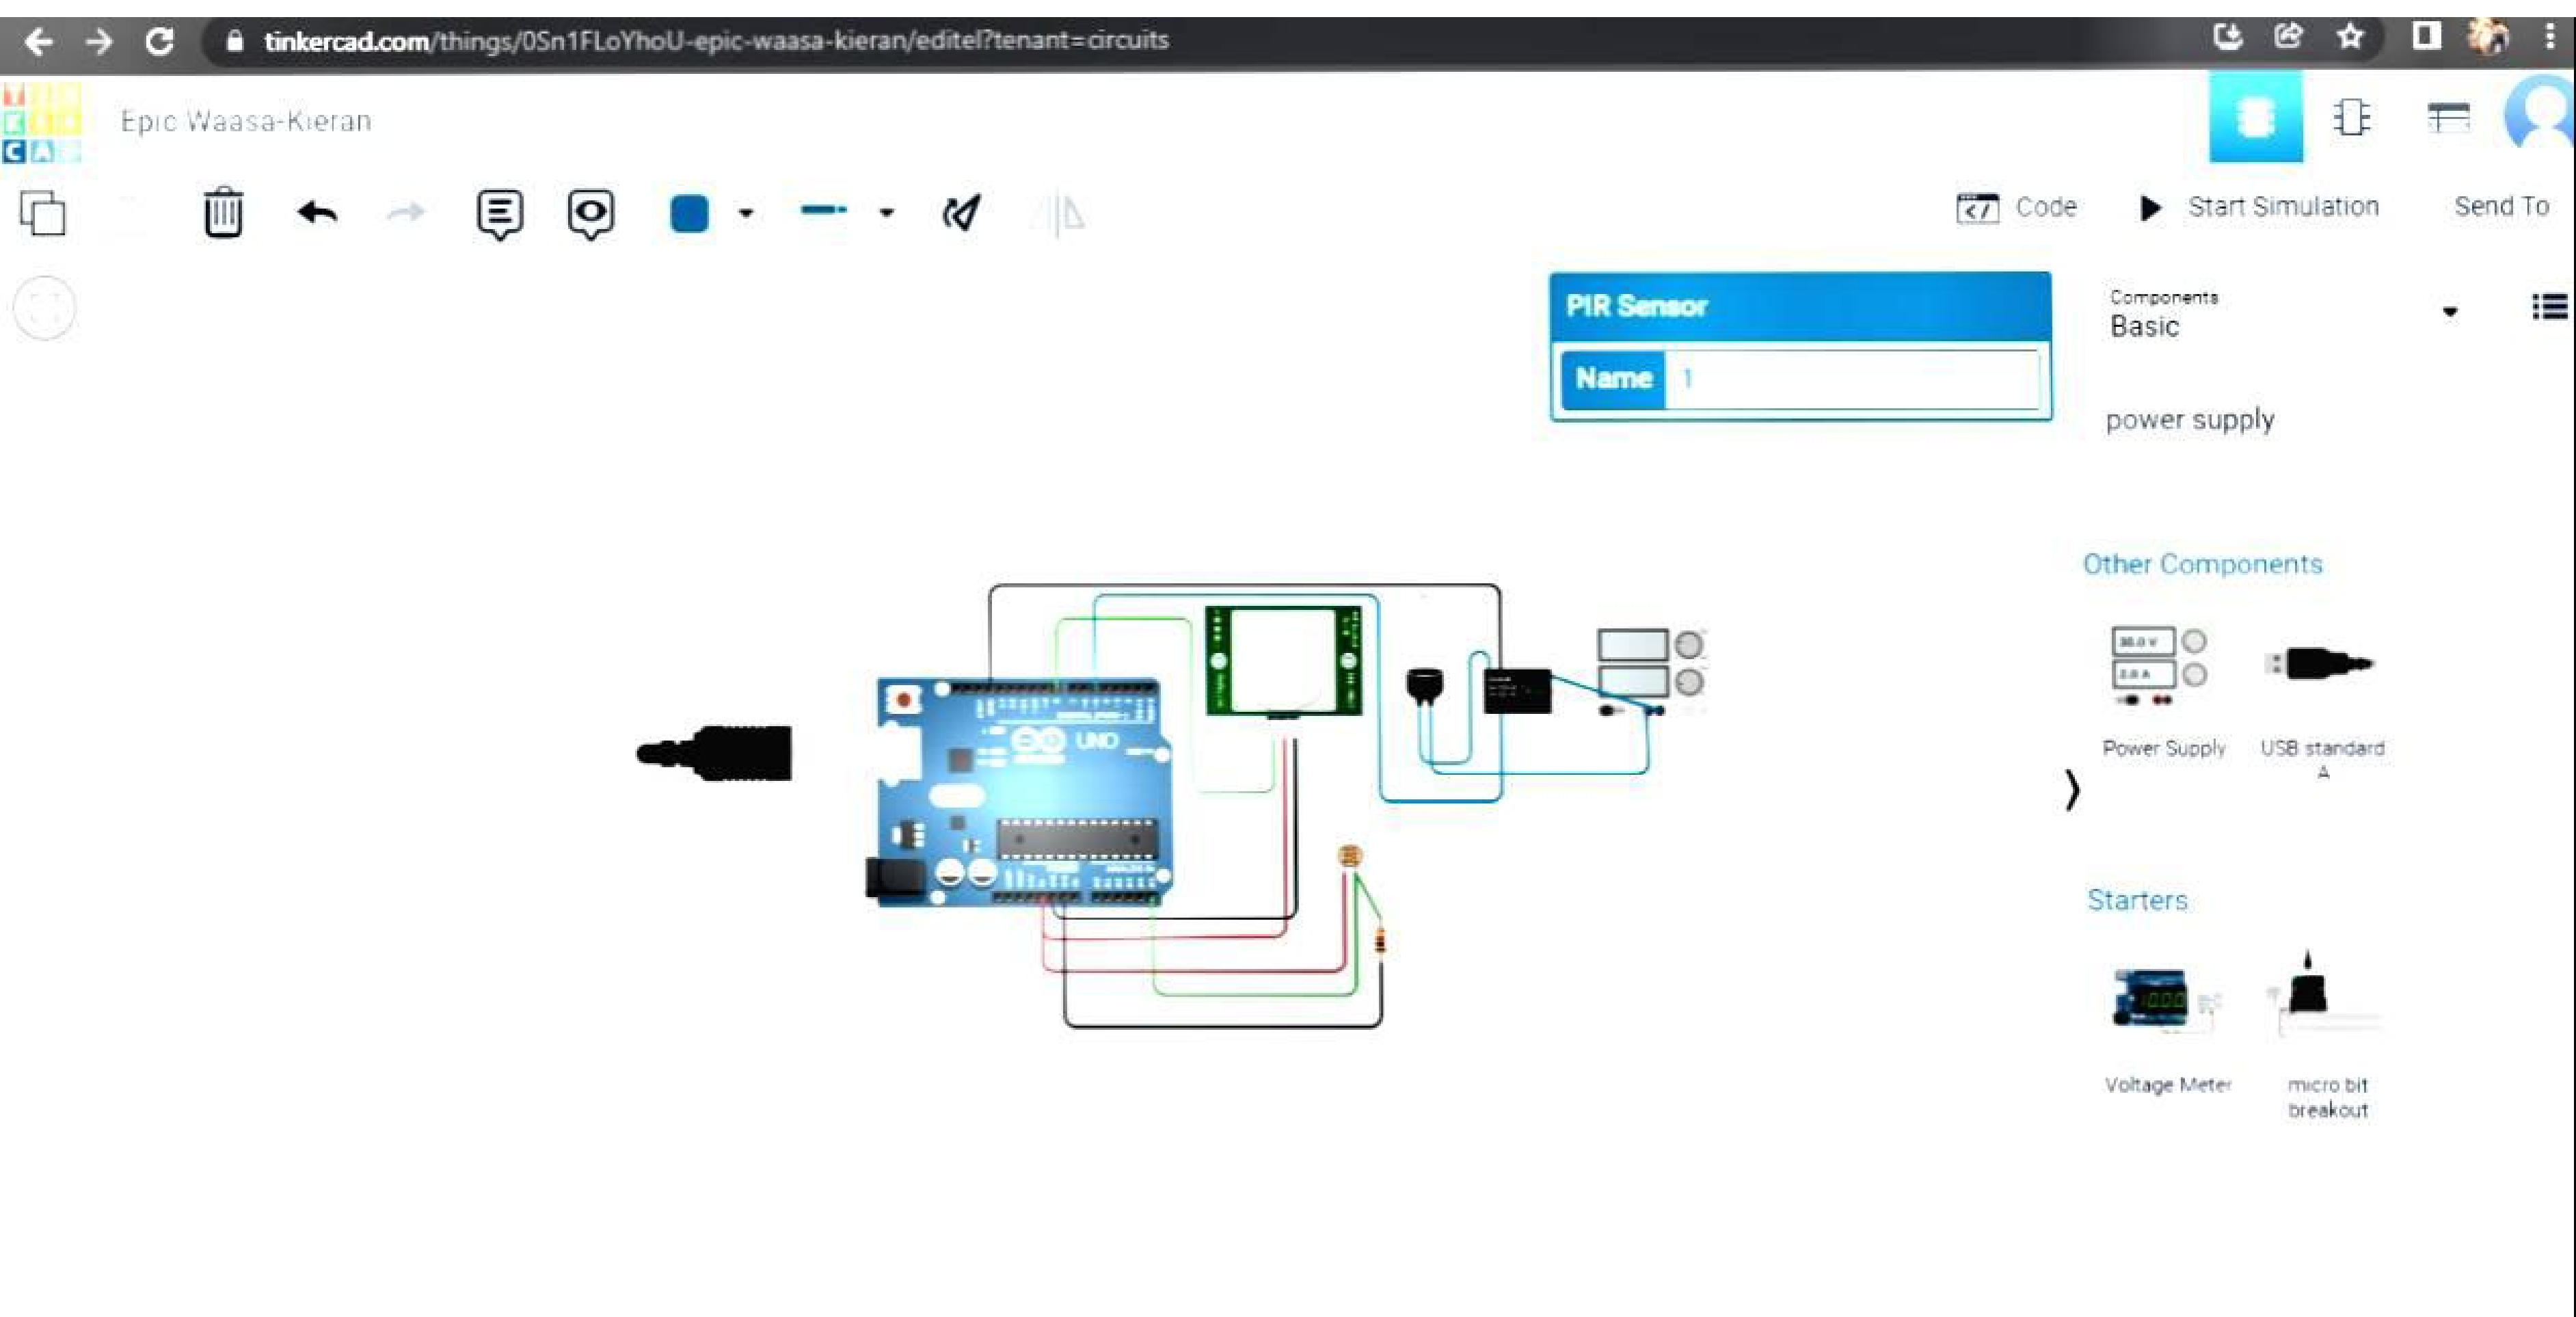 tinkercad.com/things/0Sn1FLoYhoU-epic-waasa-kieran/editel?tenant=circuits
Epic Waasa-Kieran
Code
Start Simulation
Send To
PIR Sensor
Name 1
Components
Basic
power supply
Other Components
30.0 V
Power Supply
USB standard
A
UNO
Starters
Voltage Meter
micro bit
breakout